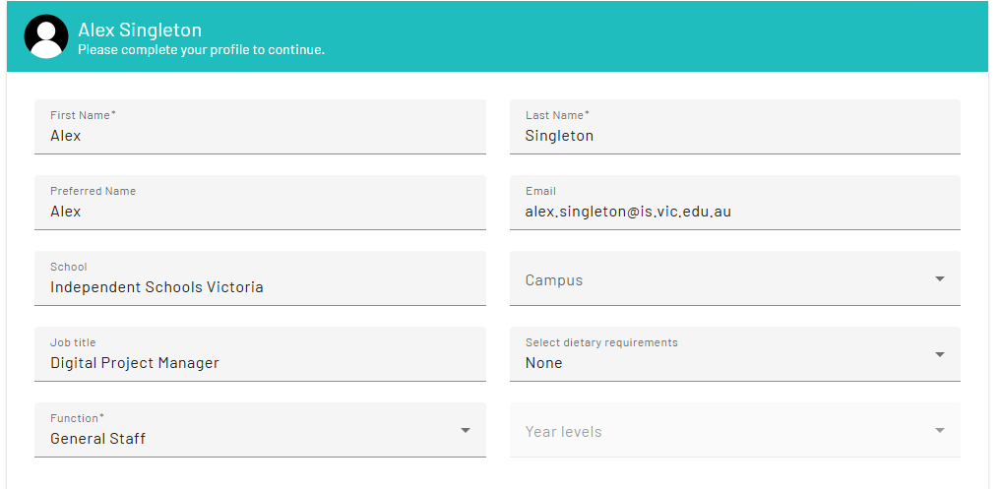 Alex Singleton
Please complete your profile to continue.
First Name*
Alex
Last Name*
Singleton
Preferred Name
Alex
Email
alex.singleton@is.vic.edu.au
School
Independent Schools Victoria
Campus
Job title
Digital Project Manager
Select dietary requirements
None
Function*
General Staff
Year levels